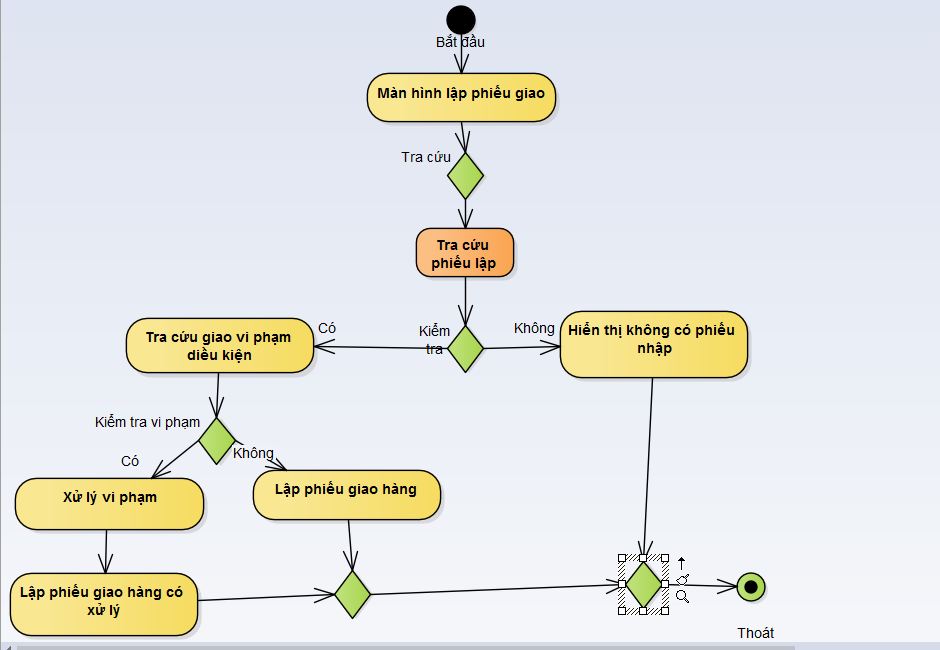 Bắt đầu
Màn hình lập phiếu giao
Tra cứu
Tra cứu
phiếu lập
Kiểm
tra
Có
Không
Tra cứu giao vi phạm
diều kiện
Hiển thị không có phiếu
nhập
Kiểm tra vi phạm
Có
Không
Xử lý vi phạm
Lập phiếu giao hàng
Lập phiếu giao hàng có
xử lý
Thoát